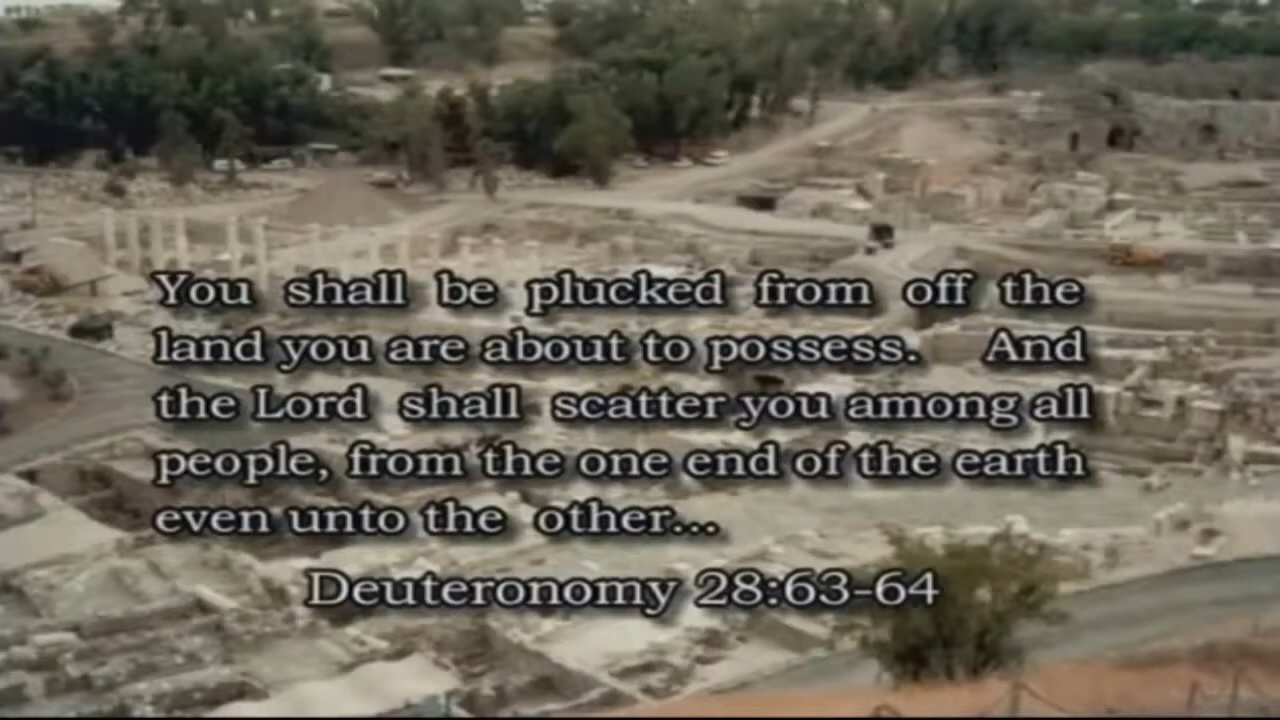 You shall be plucked from off the
land you are about to possess. And
the Lord shall scatter you among all
people, from the one end of the earth
even unto the other...
Deuteronomy 28:63-64